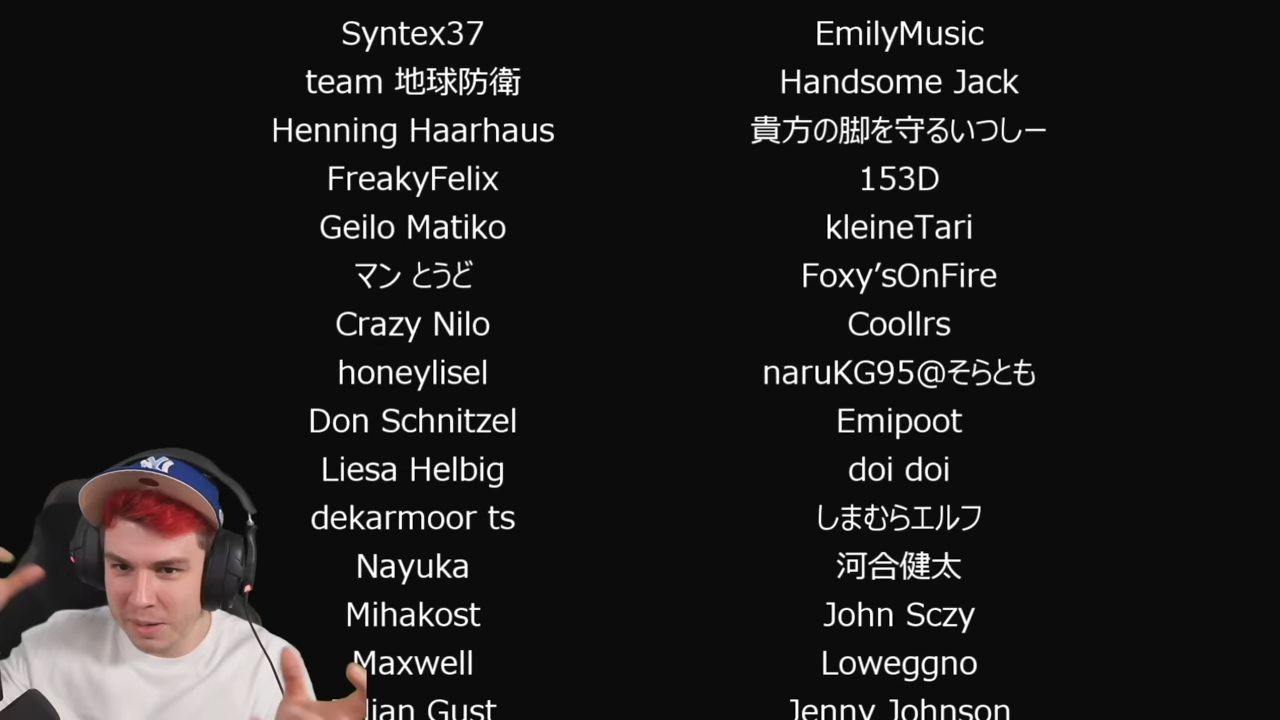 Syntex37 EmilyMusic
team 地球防衛 Handsome Jack
Henning Haarhaus 貴方の脚を守るいつしー
FreakyFelix 153D
Geilo Matiko kleineTari
マン とうど Foxy’sOnFire
Crazy Nilo Coollrs
honeylisel naruKG95@そらとも
Don Schnitzel Emipoot
Liesa Helbig doi doi
dekarmoor ts しまむらエルフ
Nayuka 河合健太
Mihakost John Sczy
Maxwell Loweggno
Gust Jenny Johnson